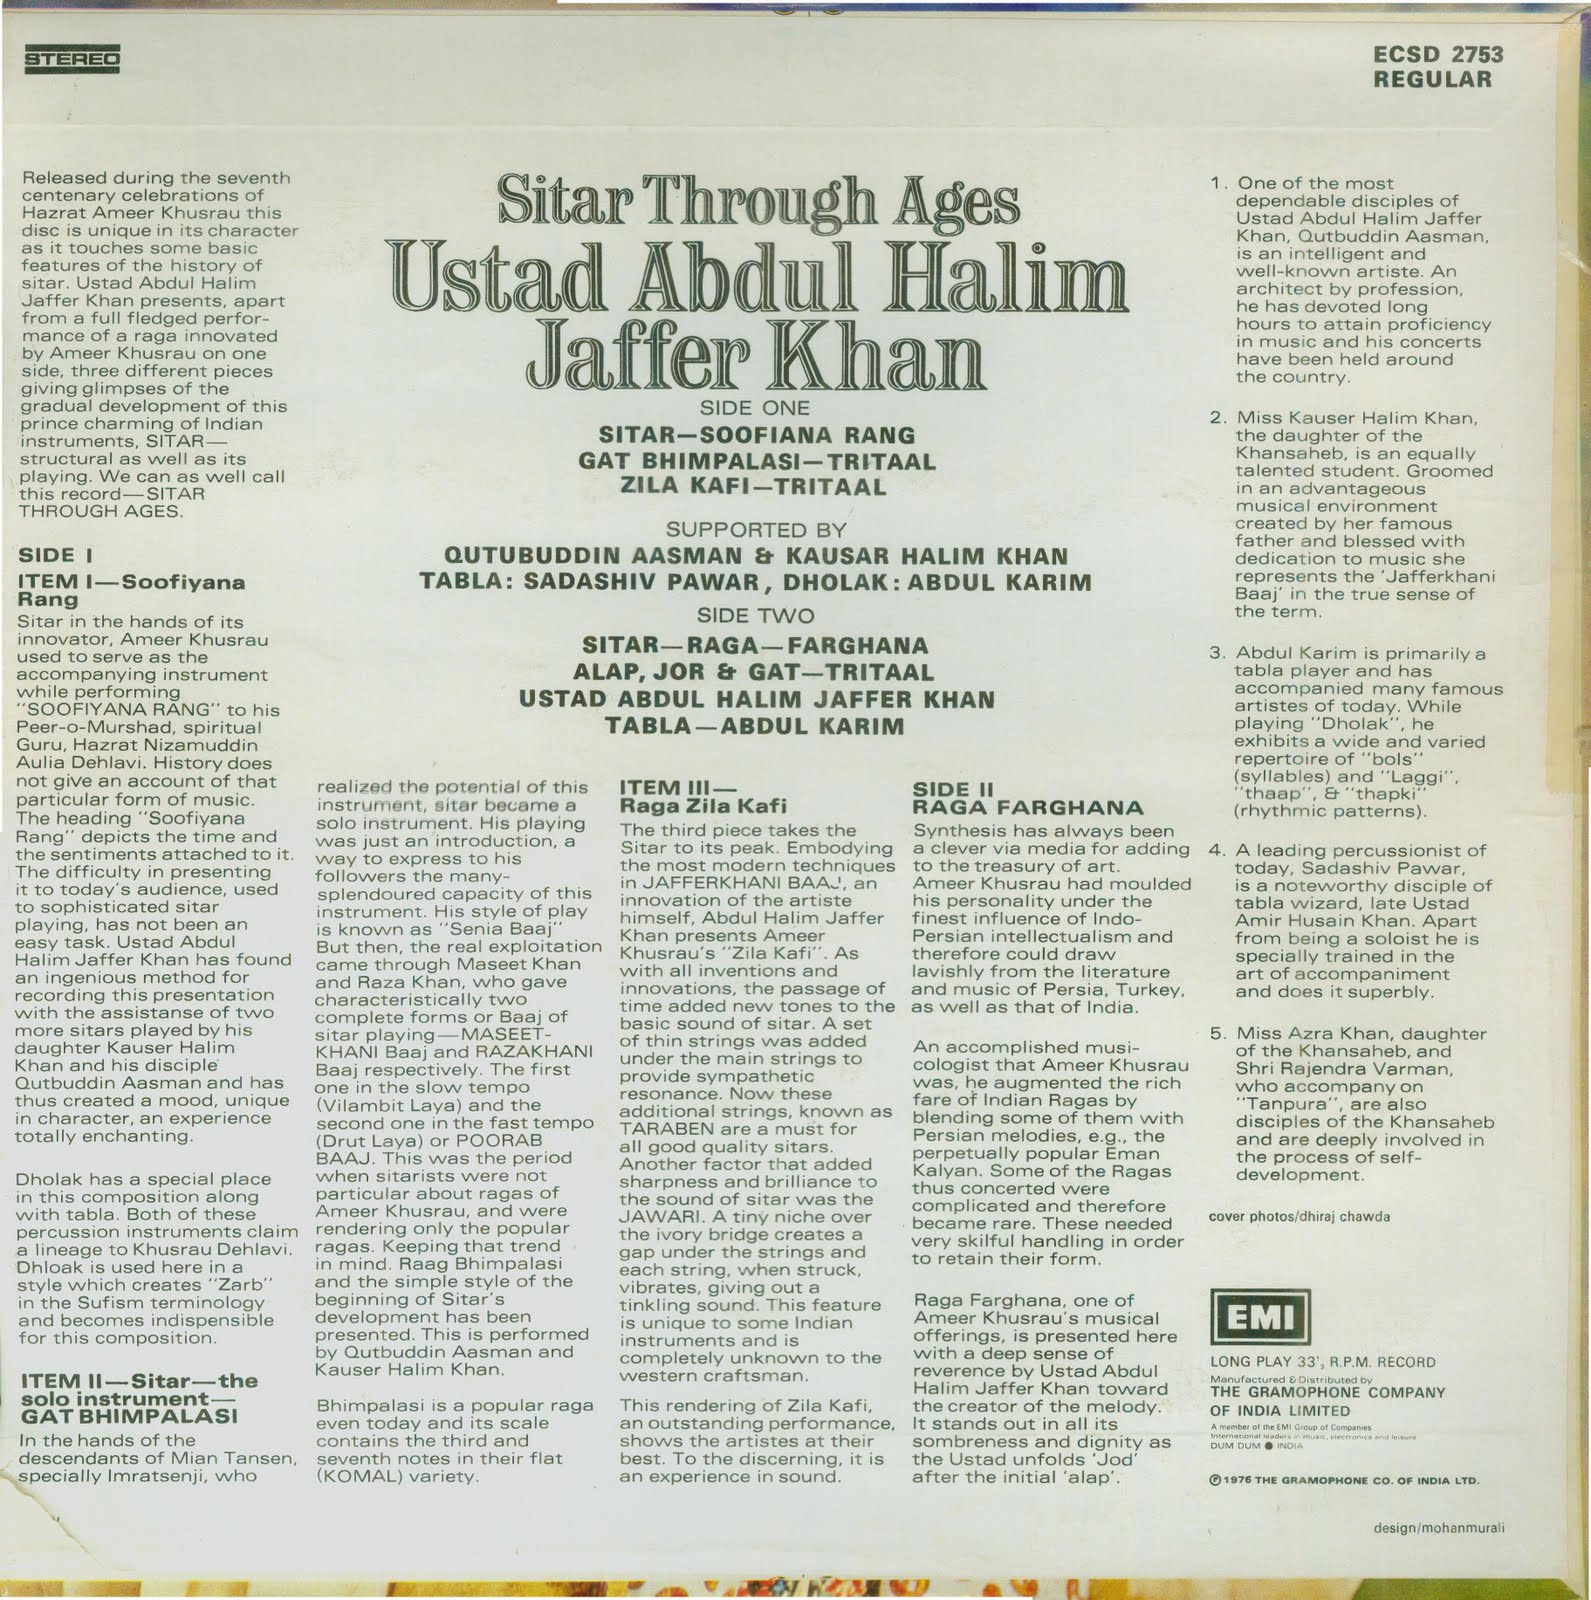 STEREO
ECSD 2753
REGULAR
Sitar Through Ages
Ustad Abdul Halim
Jaffer Khan
SIDE ONE
SITAR—SOOFIANA RANG
GAT BHIMPALASI—TRITAAL
ZILA KAFI—TRITAAL
SUPPORTED BY
QUTUBUDDIN AASMAN & KAUSAR HALIM KHAN
TABLA: SADASHIV PAWAR, DHOLAK: ABDUL KARIM
SIDE TWO
SITAR—RAGA—FARGHANA
ALAP, JOR & GAT—TRITAAL
USTAD ABDUL HALIM JAFFER KHAN
TABLA—ABDUL KARIM
Released during the seventh
centenary celebrations of
Hazrat Ameer Khusrau this
disc is unique in its character
as it touches some basic
features of the history of
sitar. Ustad Abdul Halim
Jaffer Khan presents, apart
from a full fledged perfor-
mance of a raga innovated
by Ameer Khusrau on one
side, three different pieces
giving glimpses of the
gradual development of this
prince charming of Indian
instruments, SITAR—
structural as well as its
playing. We can as well call
this record—SITAR
THROUGH AGES.
SIDE I
ITEM I—Soofiyana
Rang
Sitar in the hands of its
innovator, Ameer Khusrau
used to serve as the
accompanying instrument
while performing
"SOOFIYANA RANG" to his
Peer-o-Murshad, spiritual
Guru, Hazrat Nizamuddin
Aulia Dehlavi. History does
not give an account of that
particular form of music.
The heading "Soofiyana
Rang" depicts the time and
the sentiments attached to it.
The difficulty in presenting
it to today's audience, used
to sophisticated sitar
playing, has not been an
easy task. Ustad Abdul
Halim Jaffer Khan has found
an ingenious method for
recording this presentation
with the assistanse of two
more sitars played by his
daughter Kauser Halim
Khan and his disciple
Qutbuddin Aasman and has
thus created a mood, unique
in character, an experience
totally enchanting.
Dholak has a special place
in this composition along
with tabla. Both of these
percussion instruments claim
a lineage to Khusrau Dehlavi.
Dhloak is used here in a
style which creates "Zarb"
in the Sufism terminology
and becomes indispensible
for this composition.
ITEM II—Sitar—the
solo instrument—
GAT BHIMPALASI
In the hands of the
descendants of Mian Tansen,
specially Imratsenji, who
realized the potential of this
instrument, sitar became a
solo instrument. His playing
was just an introduction, a
way to express to his
followers the many-
splendoured capacity of this
instrument. His style of play
is known as "Senia Baaj"
But then, the real exploitation
came through Maseet Khan
and Raza Khan, who gave
characteristically two
complete forms or Baaj of
sitar playing—MASEET-
KHANI Baaj and RAZAKHANI
Baaj respectively. The first
one in the slow tempo
(Vilambit Laya) and the
second one in the fast tempo
(Drut Laya) or POORAB
BAAJ. This was the period
when sitarists were not
particular about ragas of
Ameer Khusrau, and were
rendering only the popular
ragas. Keeping that trend
in mind. Raag Bhimpalasi
and the simple style of the
beginning of Sitar's
development has been
presented. This is performed
by Qutbuddin Aasman and
Kauser Halim Khan.
Bhimpalasi is a popular raga
even today and its scale
contains the third and
seventh notes in their flat
(KOMAL) variety.
ITEM III—
Raga Zila Kafi
The third piece takes the
Sitar to its peak. Embodying
the most modern techniques
in JAFFERKHANI BAAJ, an
innovation of the artiste
himself, Abdul Halim Jaffer
Khan presents Ameer
Khusrau's "Zila Kafi". As
with all inventions and
innovations, the passage of
time added new tones to the
basic sound of sitar. A set
of thin strings was added
under the main strings to
provide sympathetic
resonance. Now these
additional strings, known as
TARABEN are a must for
all good quality sitars.
Another factor that added
sharpness and brilliance to
the sound of sitar was the
JAWARI. A tiny niche over
the ivory bridge creates a
gap under the strings and
each string, when struck,
vibrates, giving out a
tinkling sound. This feature
is unique to some Indian
instruments and is
completely unknown to the
western craftsman.
This rendering of Zila Kafi,
an outstanding performance,
shows the artistes at their
best. To the discerning, it is
an experience in sound.
SIDE II
RAGA FARGHANA
Synthesis has always been
a clever via media for adding
to the treasury of art.
Ameer Khusrau had moulded
his personality under the
finest influence of Indo-
Persian intellectualism and
therefore could draw
lavishly from the literature
and music of Persia, Turkey,
as well as that of India.
An accomplished musi-
cologist that Ameer Khusrau
was, he augmented the rich
fare of Indian Ragas by
blending some of them with
Persian melodies, e.g., the
perpetually popular Eman
Kalyan. Some of the Ragas
thus concerted were
complicated and therefore
became rare. These needed
very skilful handling in order
to retain their form.
Raga Farghana, one of
Ameer Khusrau's musical
offerings, is presented here
with a deep sense of
reverence by Ustad Abdul
Halim Jaffer Khan toward
the creator of the melody.
It stands out in all its
sombreness and dignity as
the Ustad unfolds 'Jod'
after the initial 'alap'.
1. One of the most
dependable disciples of
Ustad Abdul Halim Jaffer
Khan, Qutbuddin Aasman,
is an intelligent and
well-known artiste. An
architect by profession,
he has devoted long
hours to attain proficiency
in music and his concerts
have been held around
the country.
2. Miss Kauser Halim Khan,
the daughter of the
Khansaheb, is an equally
talented student. Groomed
in an advantageous
musical environment
created by her famous
father and blessed with
dedication to music she
represents the 'Jafferkhani
Baaj' in the true sense of
the term.
3. Abdul Karim is primarily a
tabla player and has
accompanied many famous
artistes of today. While
playing "Dholak", he
exhibits a wide and varied
repertoire of "bols"
(syllables) and "Laggi",
"thaap", & "thapki"
(rhythmic patterns).
4. A leading percussionist of
today, Sadashiv Pawar,
is a noteworthy disciple of
tabla wizard, late Ustad
Amir Husain Khan. Apart
from being a soloist he is
specially trained in the
art of accompaniment
and does it superbly.
5. Miss Azra Khan, daughter
of the Khansaheb, and
Shri Rajendra Varman,
who accompany on
"Tanpura", are also
disciples of the Khansaheb
and are deeply involved in
the process of self-
development.
cover photos/dhiraj chawda
EMI
LONG PLAY 33⅓ R.P.M. RECORD
Manufactured & Distributed by
THE GRAMOPHONE COMPANY
OF INDIA LIMITED
A member of the EMI Group of Companies
International leaders in music, electronics and leisure
DUM DUM ● INDIA
℗ 1976 THE GRAMOPHONE CO. OF INDIA LTD.
design/mohanmurali